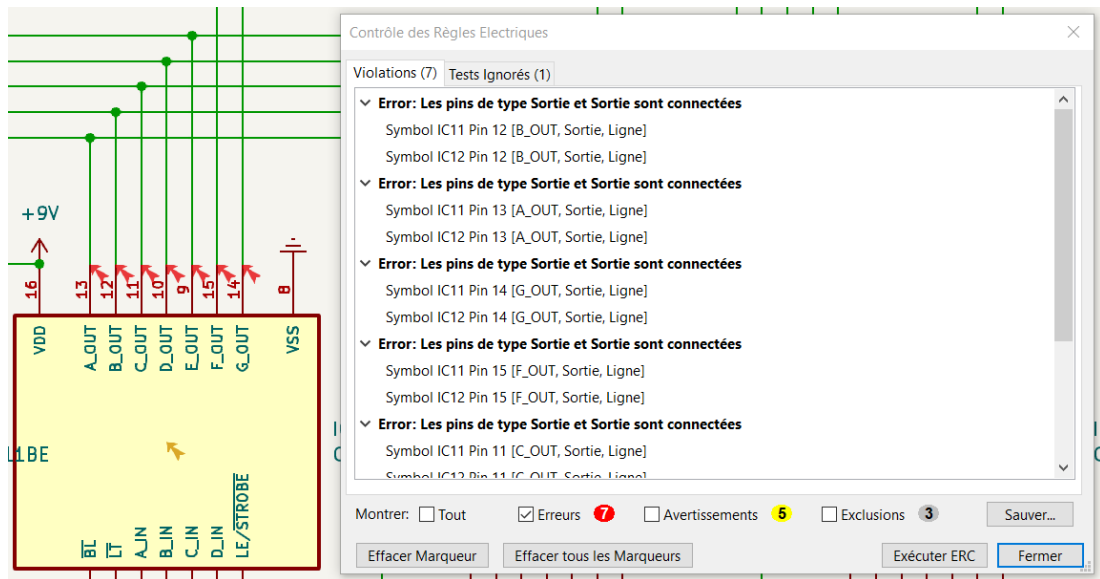 Contrôle des Règles Electriques
Violations (7) Tests Ignorés (1)
Error: Les pins de type Sortie et Sortie sont connectées
Symbol IC11 Pin 12 [B_OUT, Sortie, Ligne]
Symbol IC12 Pin 12 [B_OUT, Sortie, Ligne]
Error: Les pins de type Sortie et Sortie sont connectées
Symbol IC11 Pin 13 [A_OUT, Sortie, Ligne]
Symbol IC12 Pin 13 [A_OUT, Sortie, Ligne]
Error: Les pins de type Sortie et Sortie sont connectées
Symbol IC11 Pin 14 [G_OUT, Sortie, Ligne]
Symbol IC12 Pin 14 [G_OUT, Sortie, Ligne]
Error: Les pins de type Sortie et Sortie sont connectées
Symbol IC11 Pin 15 [F_OUT, Sortie, Ligne]
Symbol IC12 Pin 15 [F_OUT, Sortie, Ligne]
Error: Les pins de type Sortie et Sortie sont connectées
Symbol IC11 Pin 11 [C_OUT, Sortie, Ligne]
Symbol IC12 Pin 11 [C_OUT, Sortie, Ligne]
Montrer: Tout Erreurs 7 Avertissements 5 Exclusions 3 Sauver...
Effacer Marqueur Effacer tous les Marqueurs Exécuter ERC Fermer
+9V
16 13 12 11 10 9 15 14 8
VDD A_OUT B_OUT C_OUT D_OUT E_OUT F_OUT G_OUT VSS
11BE
BL LT A_IN B_IN C_IN D_IN LE/STROBE